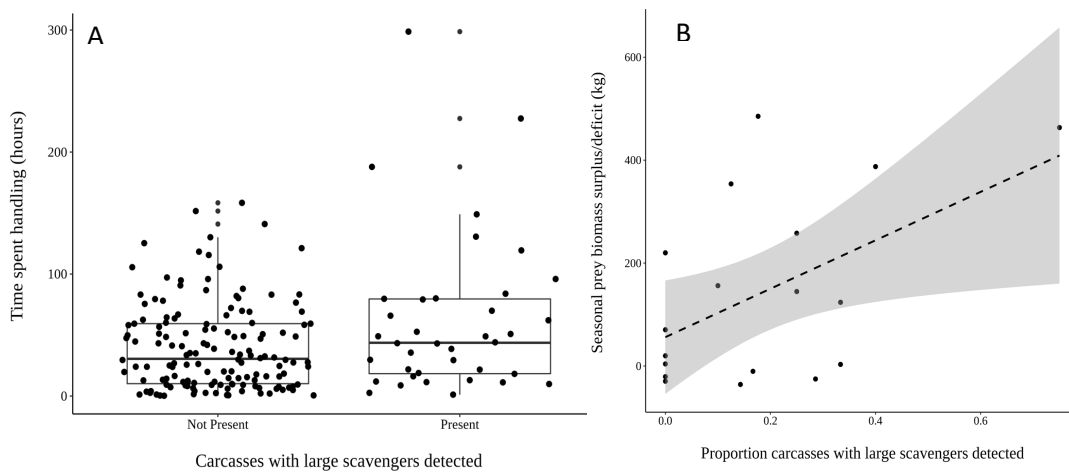 A
300
200
100
0
Time spent handling (hours)
Not Present
Present
Carcasses with large scavengers detected
B
600
400
200
0
Seasonal prey biomass surplus/deficit (kg)
0.0
0.2
0.4
0.6
Proportion carcasses with large scavengers detected